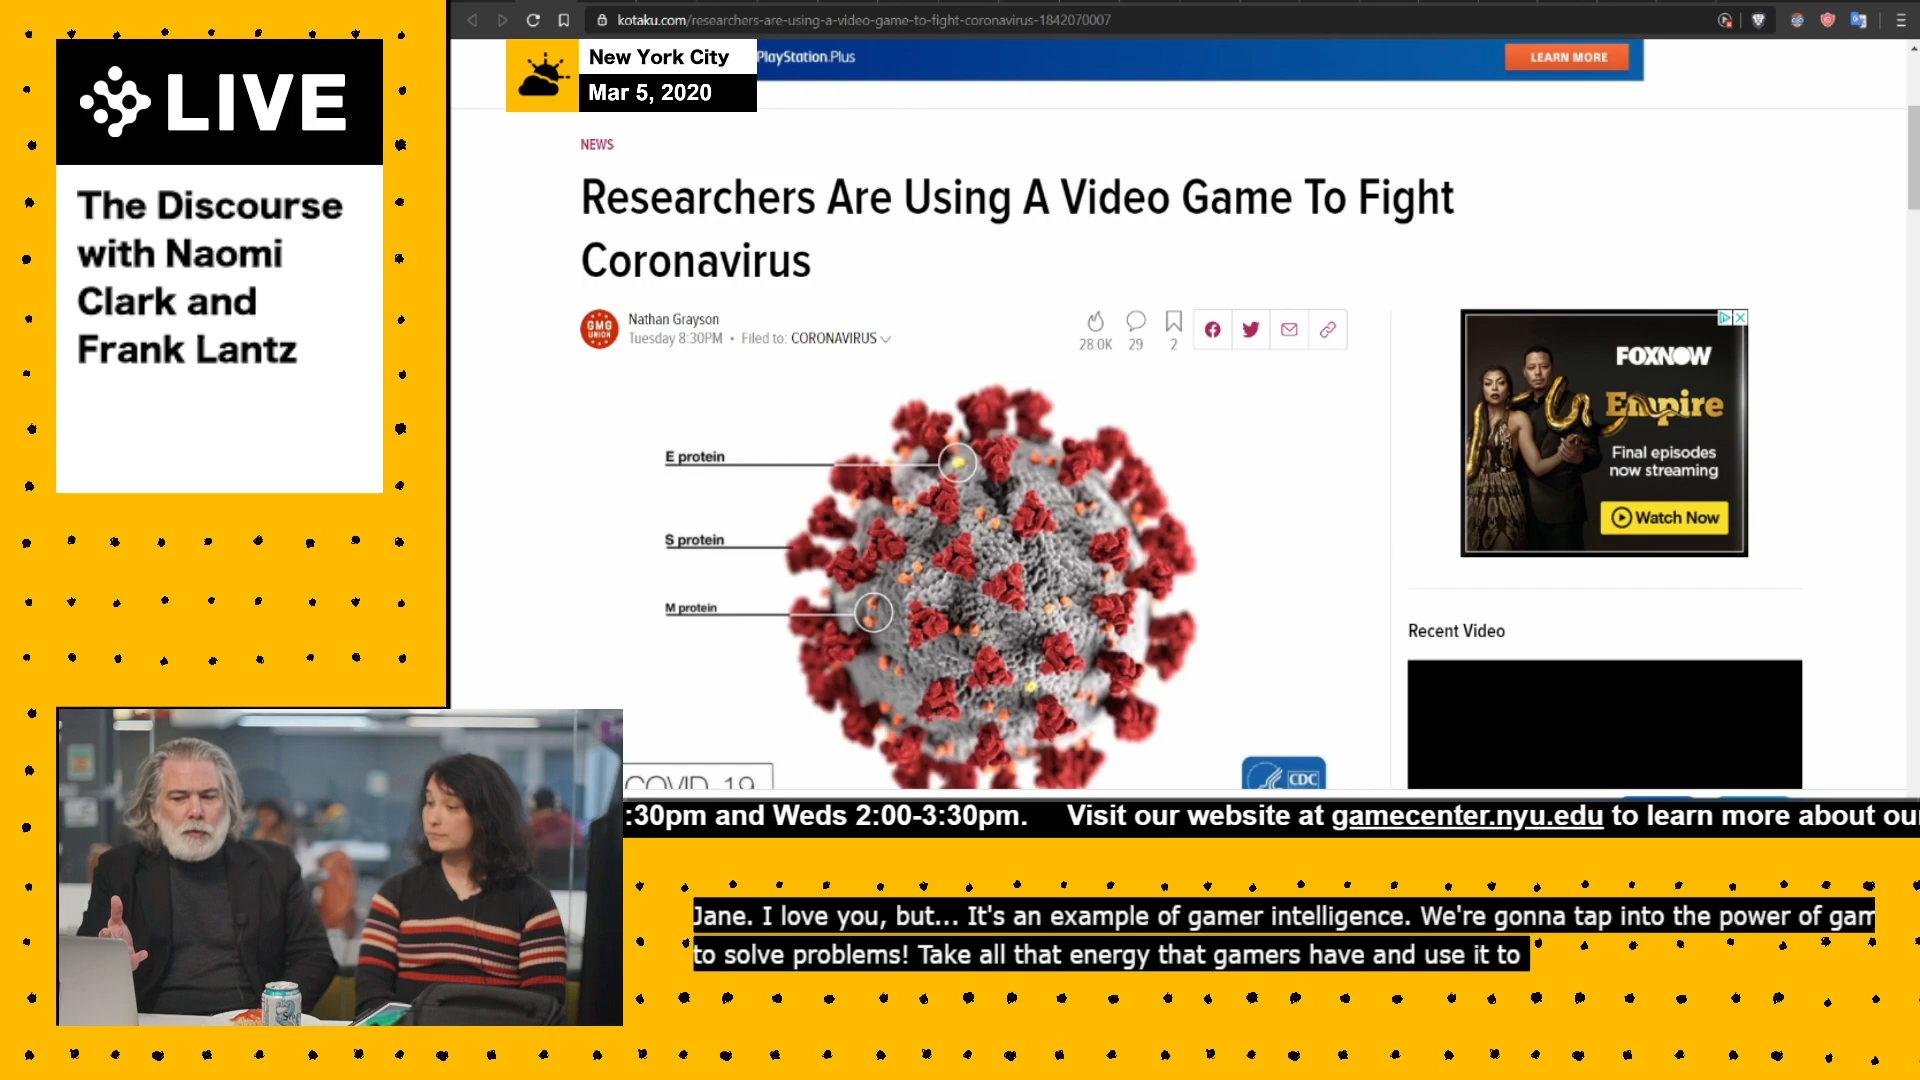 LIVE
The Discourse
with Naomi
Clark and
Frank Lantz
kotaku.com/researchers-are-using-a-video-game-to-fight-coronavirus-1842070007
New York City
Mar 5, 2020
PlayStation.Plus
LEARN MORE
NEWS
Researchers Are Using A Video Game To Fight
Coronavirus
GMG
UNION
Nathan Grayson
Tuesday 8:30PM • Filed to: CORONAVIRUS
28.0K
29
2
E protein
S protein
M protein
COVID-19
CDC
FOXNOW
Empire
Final episodes
now streaming
Watch Now
Recent Video
:30pm and Weds 2:00-3:30pm. Visit our website at gamecenter.nyu.edu to learn more about ou
Jane. I love you, but... It's an example of gamer intelligence. We're gonna tap into the power of gam
to solve problems! Take all that energy that gamers have and use it to